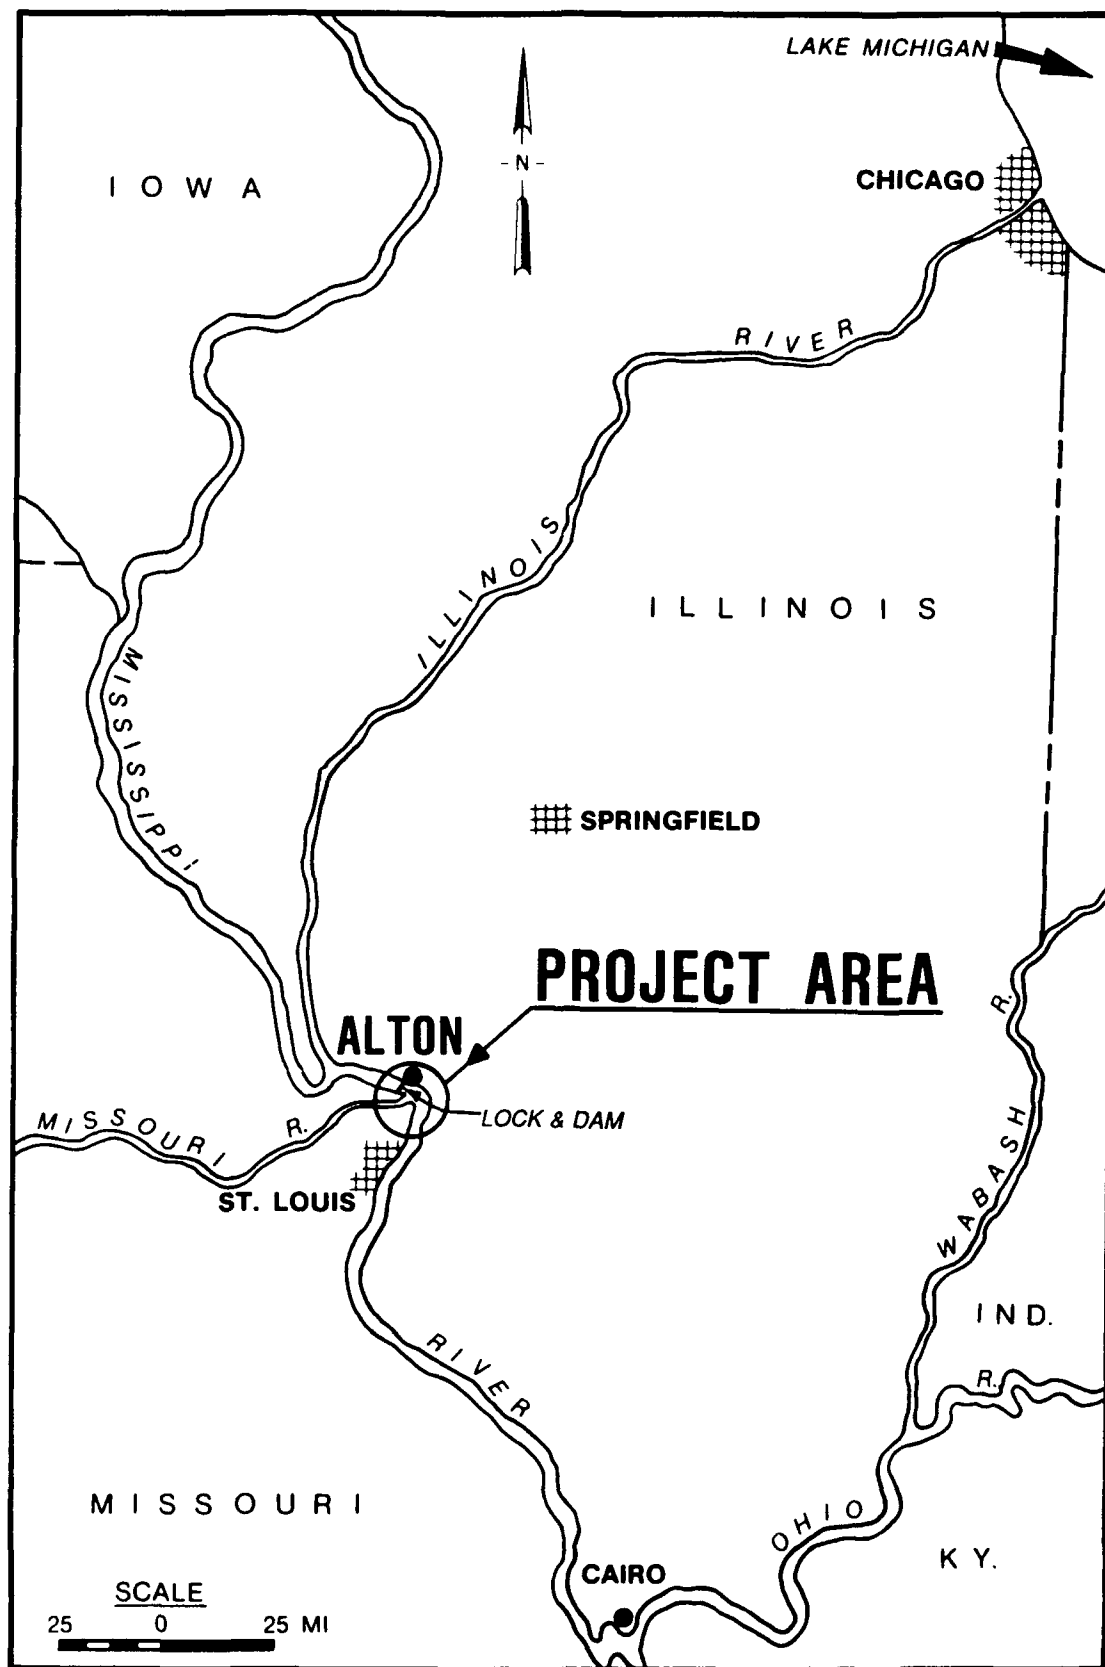 LAKE MICHIGAN
- N -
CHICAGO
IOWA
RIVER
ILLINOIS
ILLINOIS
MISSISSIPPI
SPRINGFIELD
PROJECT AREA
R.
ALTON
LOCK & DAM
MISSOURI R.
WABASH
ST. LOUIS
IND.
RIVER
R.
MISSOURI
OHIO
KY.
CAIRO
SCALE
25 0 25 MI